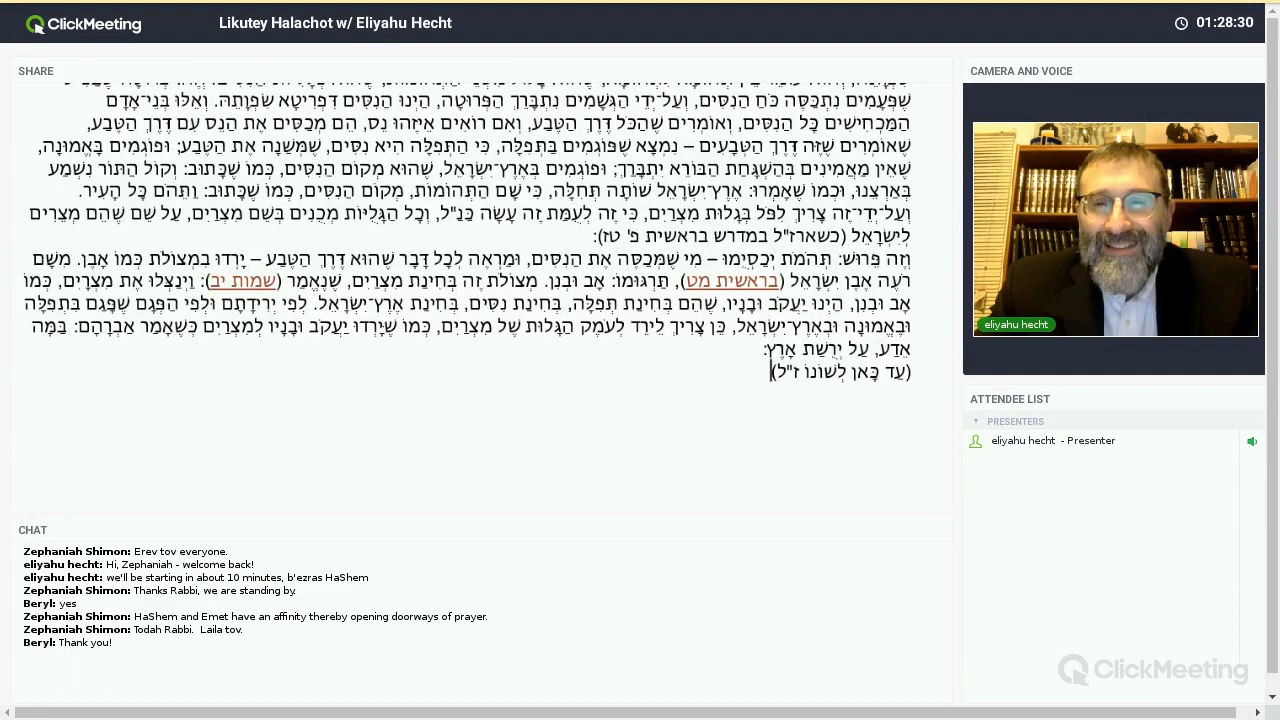 ClickMeeting
Likutey Halachot w/ Eliyahu Hecht
01:28:30
SHARE
שֶׁפְּעָמִים נִתְכַּסֶּה כֹּחַ הַנִּסִּים, וְעַל-יְדֵי הַגְּשָׁמִים נִתְבָּרֵךְ הַפְּרוּטָה, הַיְנוּ הַנִּסִּים דִּפְרִיטָא שִׂפְוָתֵהּ. וְאִלּוּ בְּנֵי-אָדָם
הַמַּכְחִישִׁים כָּל הַנִּסִּים, וְאוֹמְרִים שֶׁהַכֹּל דֶּרֶךְ הַטֶּבַע, וְאִם רוֹאִים אֵיזֶהוּ נֵס, הֵם מְכַסִּים אֶת הַנֵּס עִם דֶּרֶךְ הַטֶּבַע,
שֶׁאוֹמְרִים שֶׁזֶּה דֶּרֶךְ הַטְּבָעִים – נִמְצָא שֶׁפּוֹגְמִים בַּתְּפִלָּה, כִּי הַתְּפִלָּה הִיא נִסִּים, שֶׁמְּשַׁנָּה אֶת הַטֶּבַע; וּפוֹגְמִים בָּאֱמוּנָה,
שֶׁאֵין מַאֲמִינִים בְּהַשְׁגָּחַת הַבּוֹרֵא יִתְבָּרַךְ; וּפוֹגְמִים בְּאֶרֶץ-יִשְׂרָאֵל, שֶׁהוּא מְקוֹם הַנִּסִּים, כְּמוֹ שֶׁכָּתוּב: וְקוֹל הַתּוֹר נִשְׁמַע
בְּאַרְצֵנוּ, וּכְמוֹ שֶׁאָמְרוּ: אֶרֶץ יִשְׂרָאֵל שׁוֹתָה תְּחִלָּה, כִּי שָׁם הַתְּהוֹמוֹת, מְקוֹם הַנִּסִּים, כְּמוֹ שֶׁכָּתוּב: וַתֵּהֹם כָּל הָעִיר.
וְעַל-יְדֵי-זֶה צָרִיךְ לִפֹּל בְּגָלוּת מִצְרַיִם, כִּי זֶה לְעֻמַּת זֶה עָשָׂה כַּנַּ"ל, וְכָל הַגָּלֻיּוֹת מְכֻנִּים בְּשֵׁם מִצְרַיִם, עַל שֵׁם שֶׁהֵם מְצֵרִים
לְיִשְׂרָאֵל (כשארז"ל במדרש בראשית פ' טז):
וְזֶה פֵּרוּשׁ: תְּהֹמֹת יְכַסְיֻמוּ – מִי שֶׁמְּכַסֶּה אֶת הַנִּסִּים, וּמַרְאֶה לְכָל דָּבָר שֶׁהוּא דֶּרֶךְ הַטֶּבַע – יָרְדוּ בִמְצוֹלֹת כְּמוֹ אָבֶן. מִשָּׁם
רֹעֶה אֶבֶן יִשְׂרָאֵל (בראשית מט), תַּרְגּוּמוֹ: אָב וּבְנִין. מְצוֹלֹת זֶה בְּחִינַת מִצְרַיִם, שֶׁנֶּאֱמַר (שמות יב): וַיְנַצְּלוּ אֶת מִצְרָיִם, כְּמוֹ
אָב וּבְנִן, הַיְנוּ יַעֲקֹב וּבָנָיו, שֶׁהֵם בְּחִינַת תְּפִלָּה, בְּחִינַת נִסִּים, בְּחִינַת אֶרֶץ-יִשְׂרָאֵל. לְפִי יְרִידָתָם וּלְפִי הַפְּגָם שֶׁפָּגַם בַּתְּפִלָּה
וּבֶאֱמוּנָה וּבְאֶרֶץ-יִשְׂרָאֵל, כֵּן צָרִיךְ לֵירֵד לְעֹמֶק הַגָּלוּת שֶׁל מִצְרַיִם, כְּמוֹ שֶׁיָּרְדוּ יַעֲקֹב וּבָנָיו לְמִצְרַיִם כְּשֶׁאָמַר אַבְרָהָם: בַּמָּה
אֵדַע, עַל יְרֻשַּׁת אָרֶץ:
(עַד כָּאן לְשׁוֹנוֹ ז"ל)
CAMERA AND VOICE
eliyahu hecht
ATTENDEE LIST
PRESENTERS
eliyahu hecht - Presenter
CHAT
Zephaniah Shimon: Erev tov everyone.
eliyahu hecht: Hi, Zephaniah - welcome back!
eliyahu hecht: we'll be starting in about 10 minutes, b'ezras HaShem
Zephaniah Shimon: Thanks Rabbi, we are standing by.
Beryl: yes
Zephaniah Shimon: HaShem and Emet have an affinity thereby opening doorways of prayer.
Zephaniah Shimon: Todah Rabbi.  Laila tov.
Beryl: Thank you!
ClickMeeting